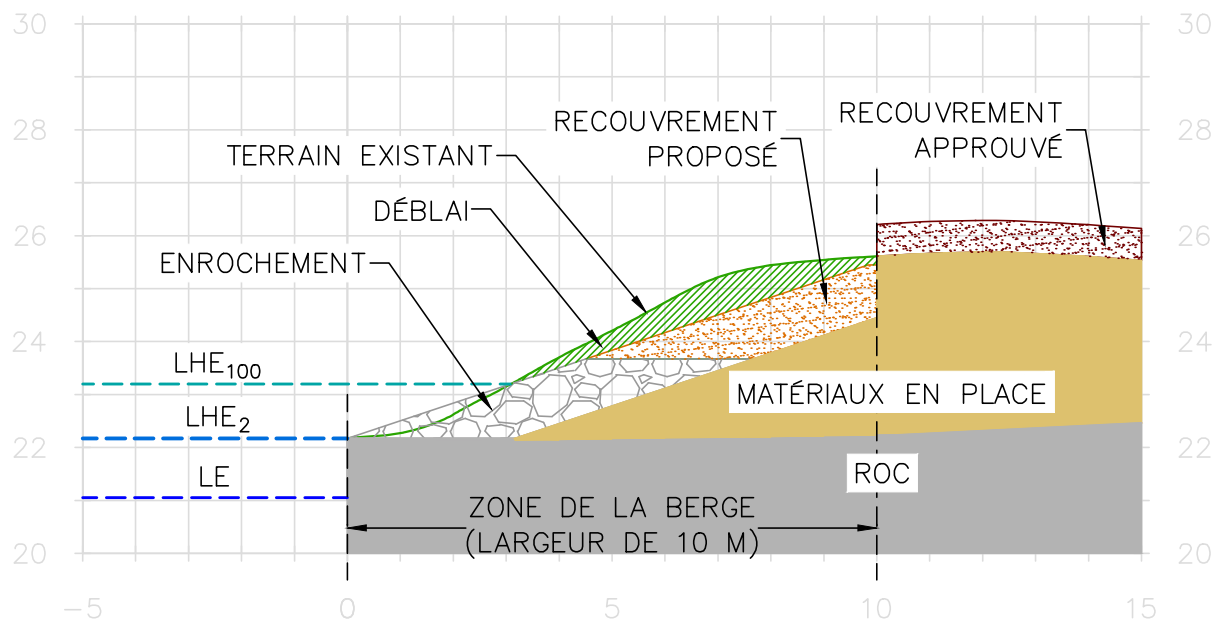 30
30
RECOUVREMENT
APPROUVÉ
RECOUVREMENT
PROPOSÉ
28
28
TERRAIN EXISTANT
DÉBLAI
26
26
ENROCHEMENT
24
24
LHE100
MATÉRIAUX EN PLACE
LHE2
22
22
LE
ROC
ZONE DE LA BERGE
(LARGEUR DE 10 M)
20
20
-5
0
5
10
15